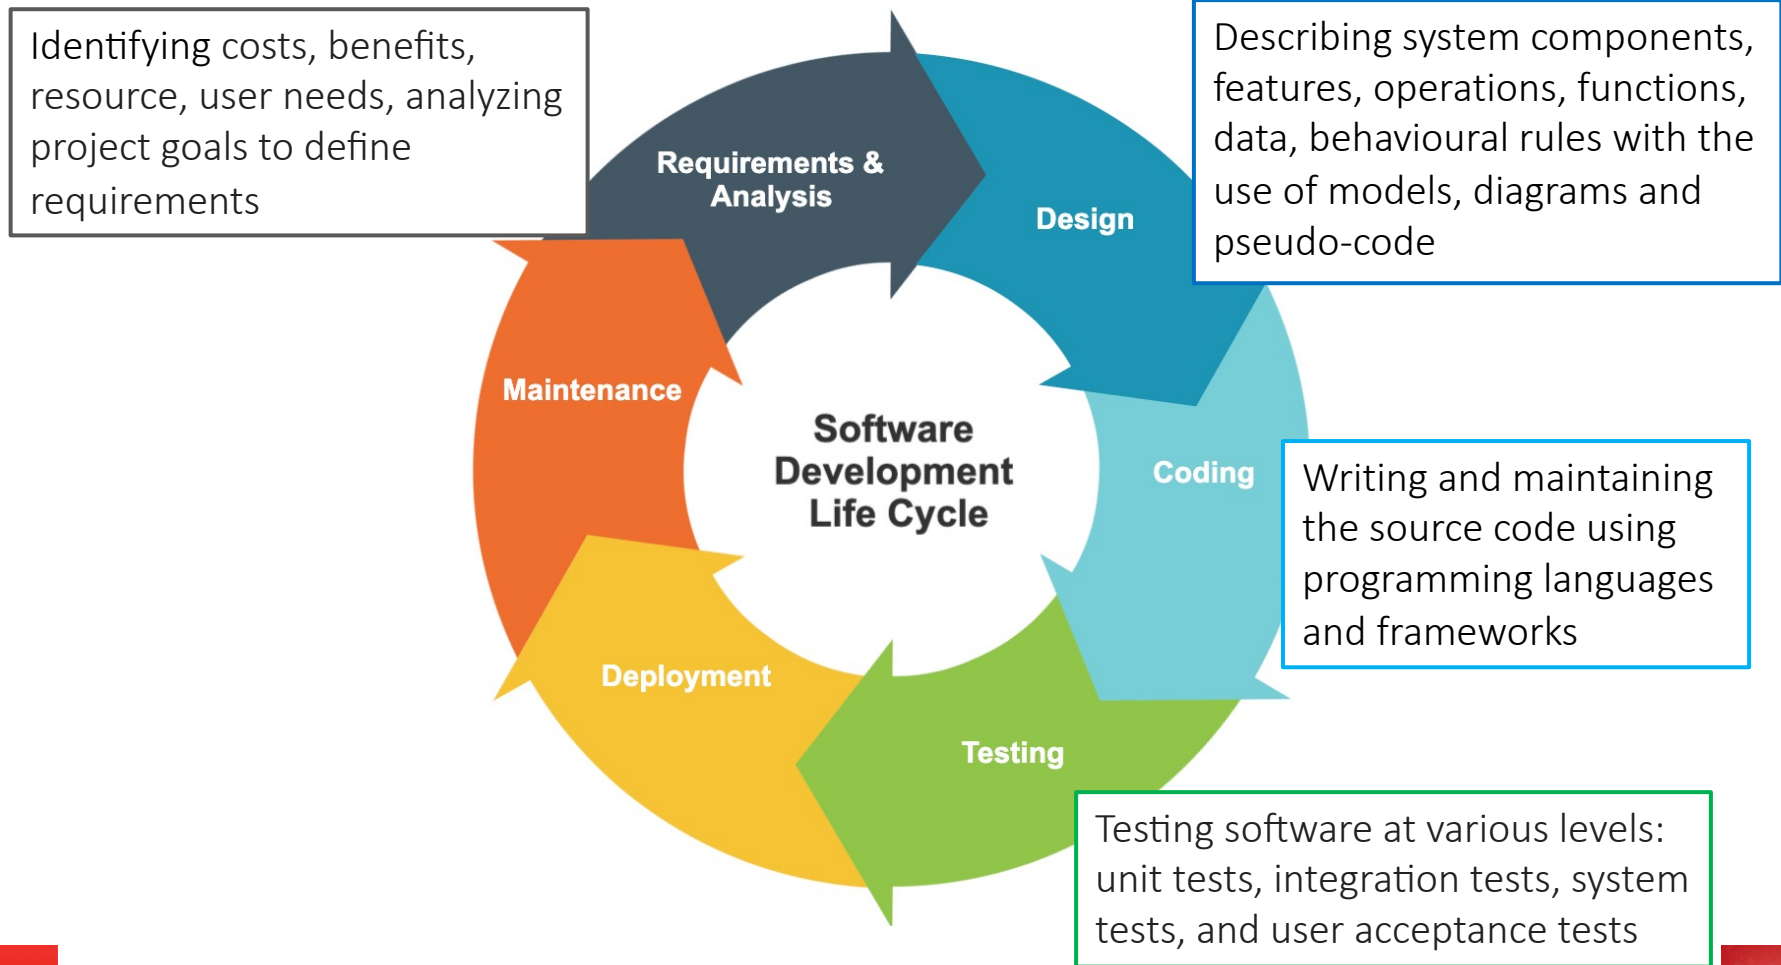 Identifying costs, benefits,
resource, user needs, analyzing
project goals to define
requirements
Describing system components,
features, operations, functions,
data, behavioural rules with the
use of models, diagrams and
pseudo-code
Requirements &
Analysis
Design
Maintenance
Software
Development
Life Cycle
Coding
Writing and maintaining
the source code using
programming languages
and frameworks
Deployment
Testing
Testing software at various levels:
unit tests, integration tests, system
tests, and user acceptance tests